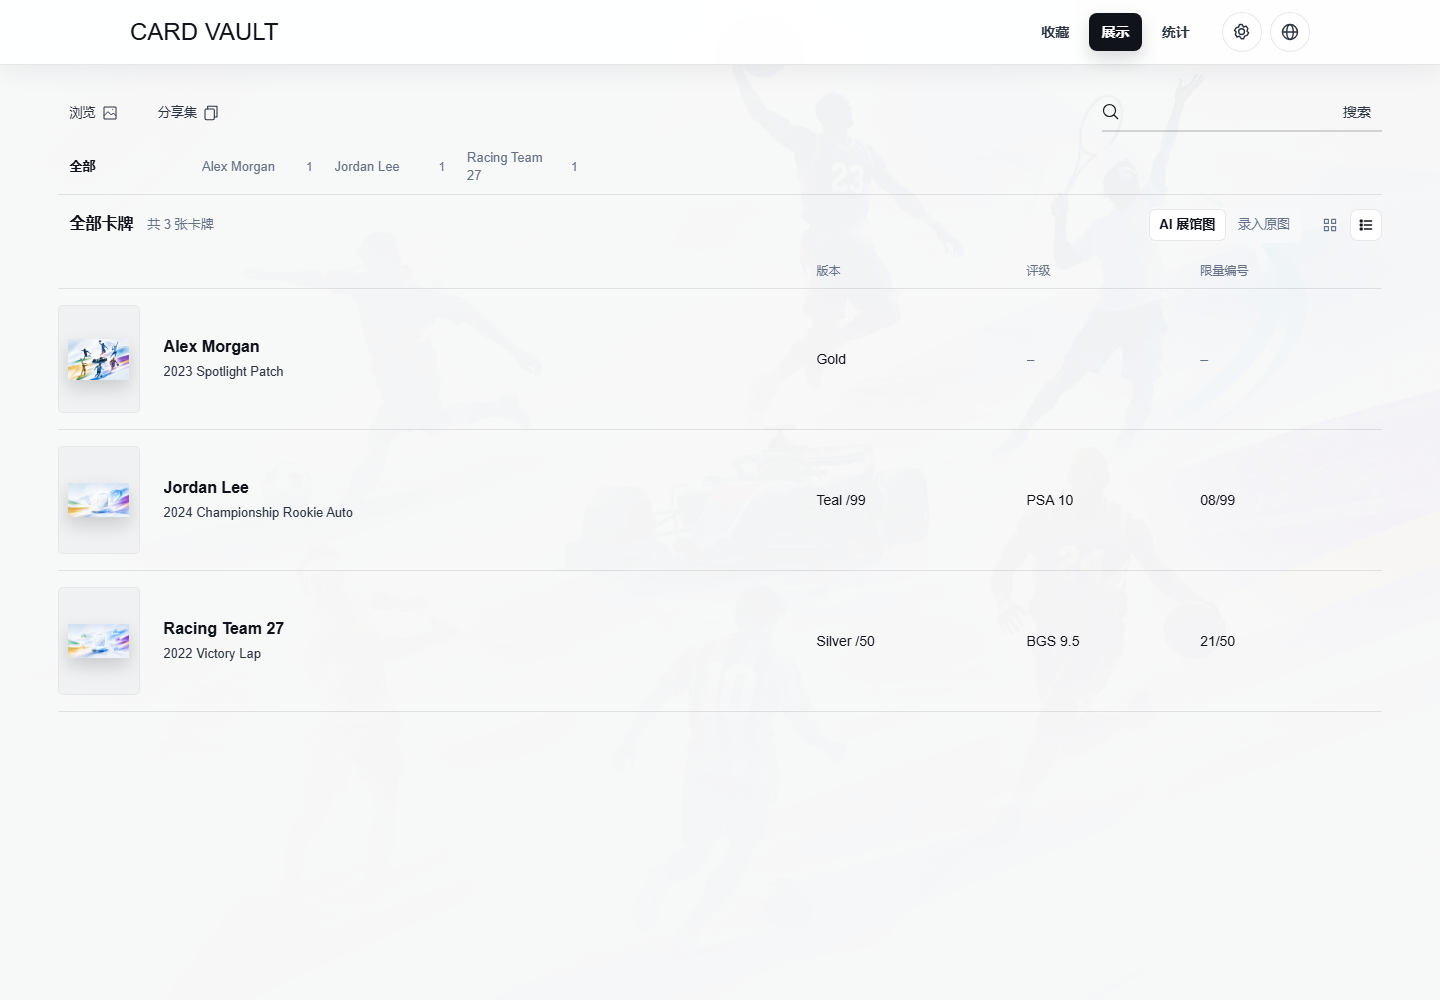 CARD VAULT
收藏
展示
统计
浏览
分享集
搜索
全部
Alex Morgan 1
Jordan Lee 1
Racing Team 27 1
全部卡牌 共 3 张卡牌
AI 展馆图
录入原图
版本
评级
限量编号
Alex Morgan
2023 Spotlight Patch
Gold
–
–
Jordan Lee
2024 Championship Rookie Auto
Teal /99
PSA 10
08/99
Racing Team 27
2022 Victory Lap
Silver /50
BGS 9.5
21/50
23
10